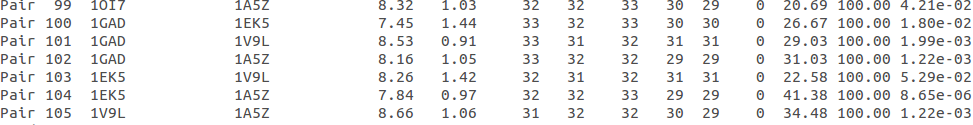 Pair 99 1OI7 1A5Z 8.32 1.03 32 32 33 30 29 0 20.69 100.00 4.21e-02
Pair 100 1GAD 1EK5 7.45 1.44 33 32 33 30 30 0 26.67 100.00 1.80e-02
Pair 101 1GAD 1V9L 8.53 0.91 33 31 32 31 31 0 29.03 100.00 1.99e-03
Pair 102 1GAD 1A5Z 8.16 1.05 33 32 32 29 29 0 31.03 100.00 1.22e-03
Pair 103 1EK5 1V9L 8.26 1.42 32 31 32 31 31 0 22.58 100.00 5.29e-02
Pair 104 1EK5 1A5Z 7.84 0.97 32 32 33 29 29 0 41.38 100.00 8.65e-06
Pair 105 1V9L 1A5Z 8.66 1.06 31 32 32 30 29 0 34.48 100.00 1.22e-03